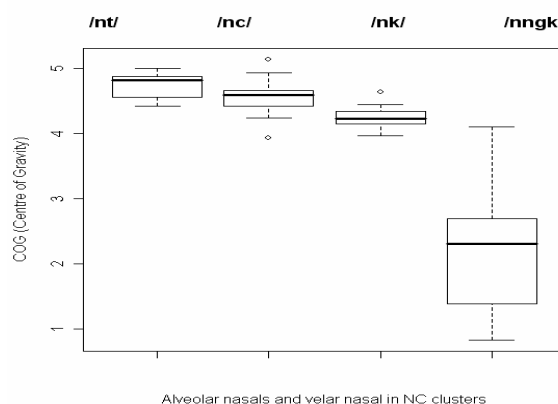 /nt/ /nc/ /nk/ /nngk
5
4
3
2
1
COG (Centre of Gravity)
Alveolar nasals and velar nasal in NC clusters